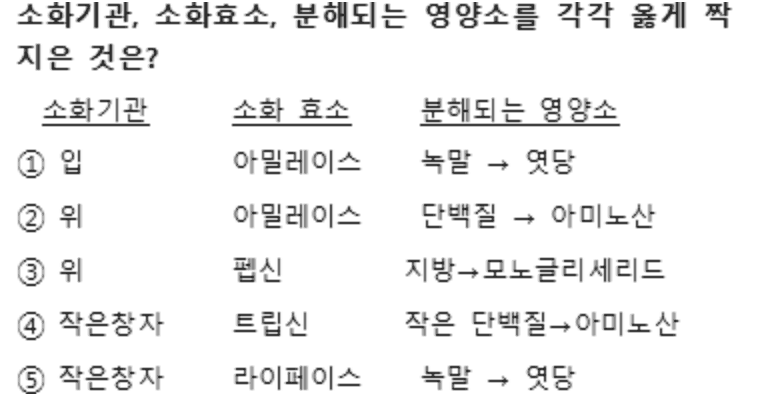 소화기관, 소화효소, 분해되는 영양소를 각각 옳게 짝
지은 것은?
소화기관 소화 효소 분해되는 영양소
① 입 아밀레이스 녹말 → 엿당
② 위 아밀레이스 단백질 → 아미노산
③ 위 펩신 지방→모노글리세리드
④ 작은창자 트립신 작은 단백질→아미노산
⑤ 작은창자 라이페이스 녹말 → 엿당